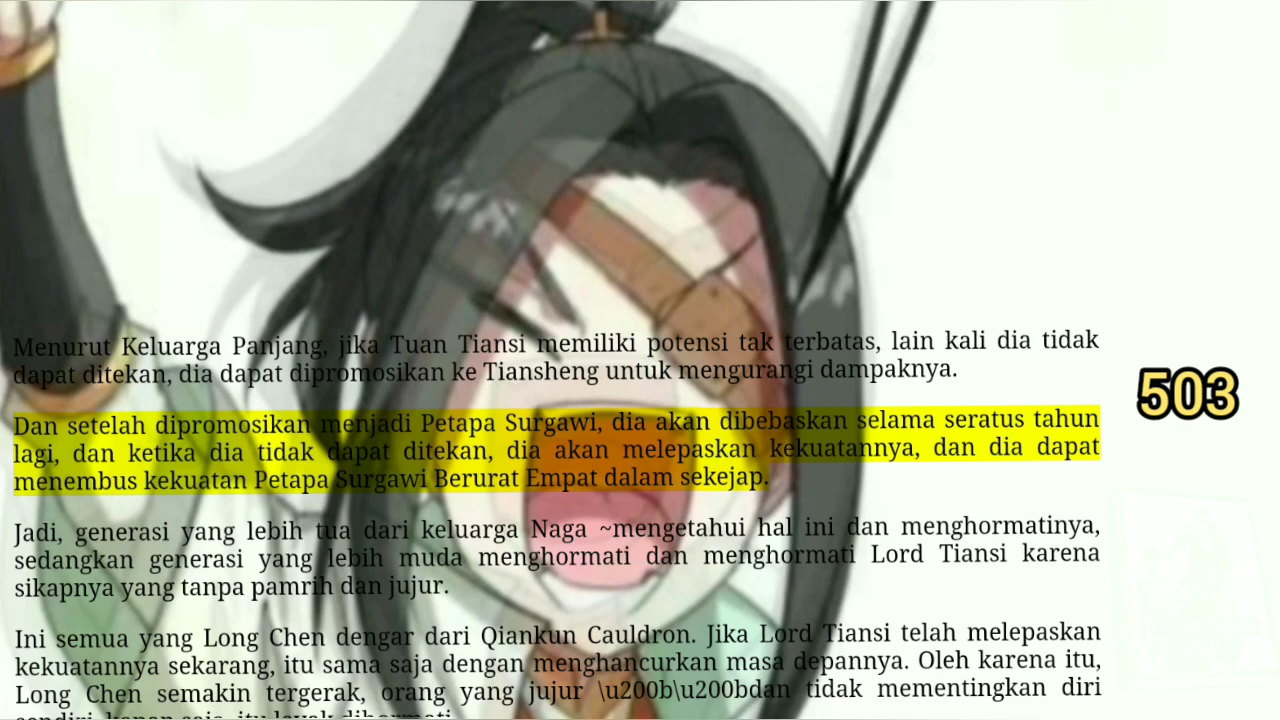 Menurut Keluarga Panjang, jika Tuan Tiansi memiliki potensi tak terbatas, lain kali dia tidak
dapat ditekan, dia dapat dipromosikan ke Tiansheng untuk mengurangi dampaknya.
Dan setelah dipromosikan menjadi Petapa Surgawi, dia akan dibebaskan selama seratus tahun
lagi, dan ketika dia tidak dapat ditekan, dia akan melepaskan kekuatannya, dan dia dapat
menembus kekuatan Petapa Surgawi Berurat Empat dalam sekejap.
503
Jadi, generasi yang lebih tua dari keluarga Naga ~mengetahui hal ini dan menghormatinya,
sedangkan generasi yang lebih muda menghormati dan menghormati Lord Tiansi karena
sikapnya yang tanpa pamrih dan jujur.
Ini semua yang Long Chen dengar dari Qiankun Cauldron. Jika Lord Tiansi telah melepaskan
kekuatannya sekarang, itu sama saja dengan menghancurkan masa depannya. Oleh karena itu,
Long Chen semakin tergerak, orang yang jujur \u200b\u200bdan tidak mementingkan diri